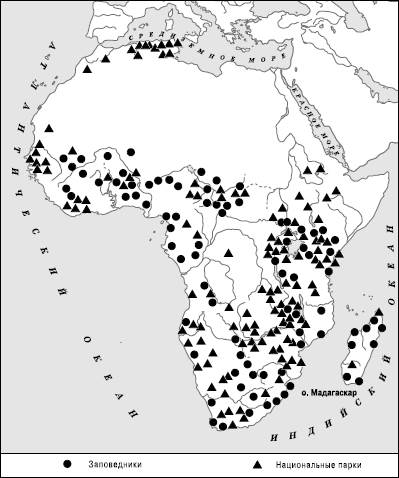 СРЕДИЗЕМНОЕ МОРЕ
КРАСНОЕ МОРЕ
АТЛАНТИЧЕСКИЙ ОКЕАН
ИНДИЙСКИЙ ОКЕАН
о. Мадагаскар
Заповедники
Национальные парки